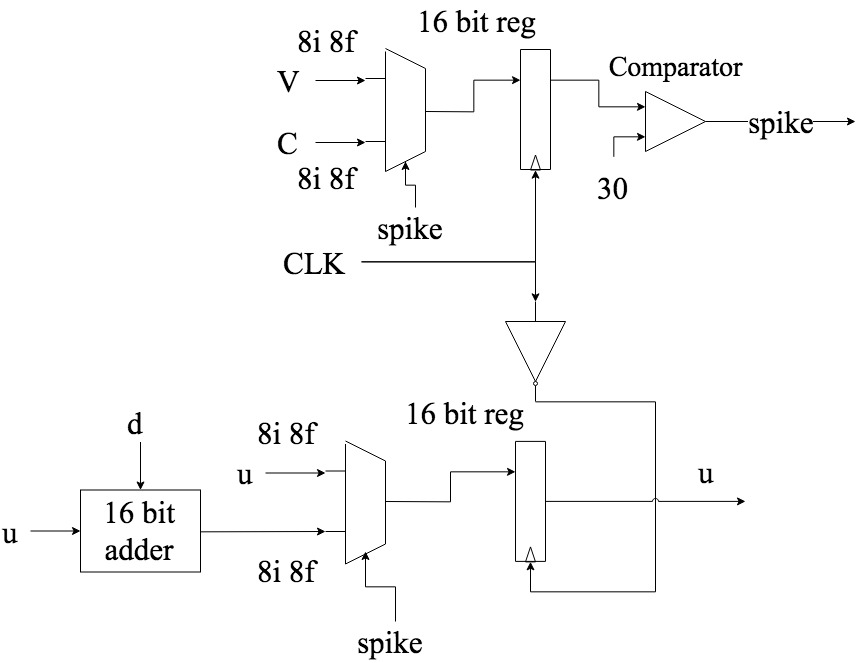 16 bit reg
8i 8f
Comparator
V
spike
C
8i 8f
30
spike
CLK
16 bit reg
d
8i 8f
u
u
16 bit
adder
u
8i 8f
spike